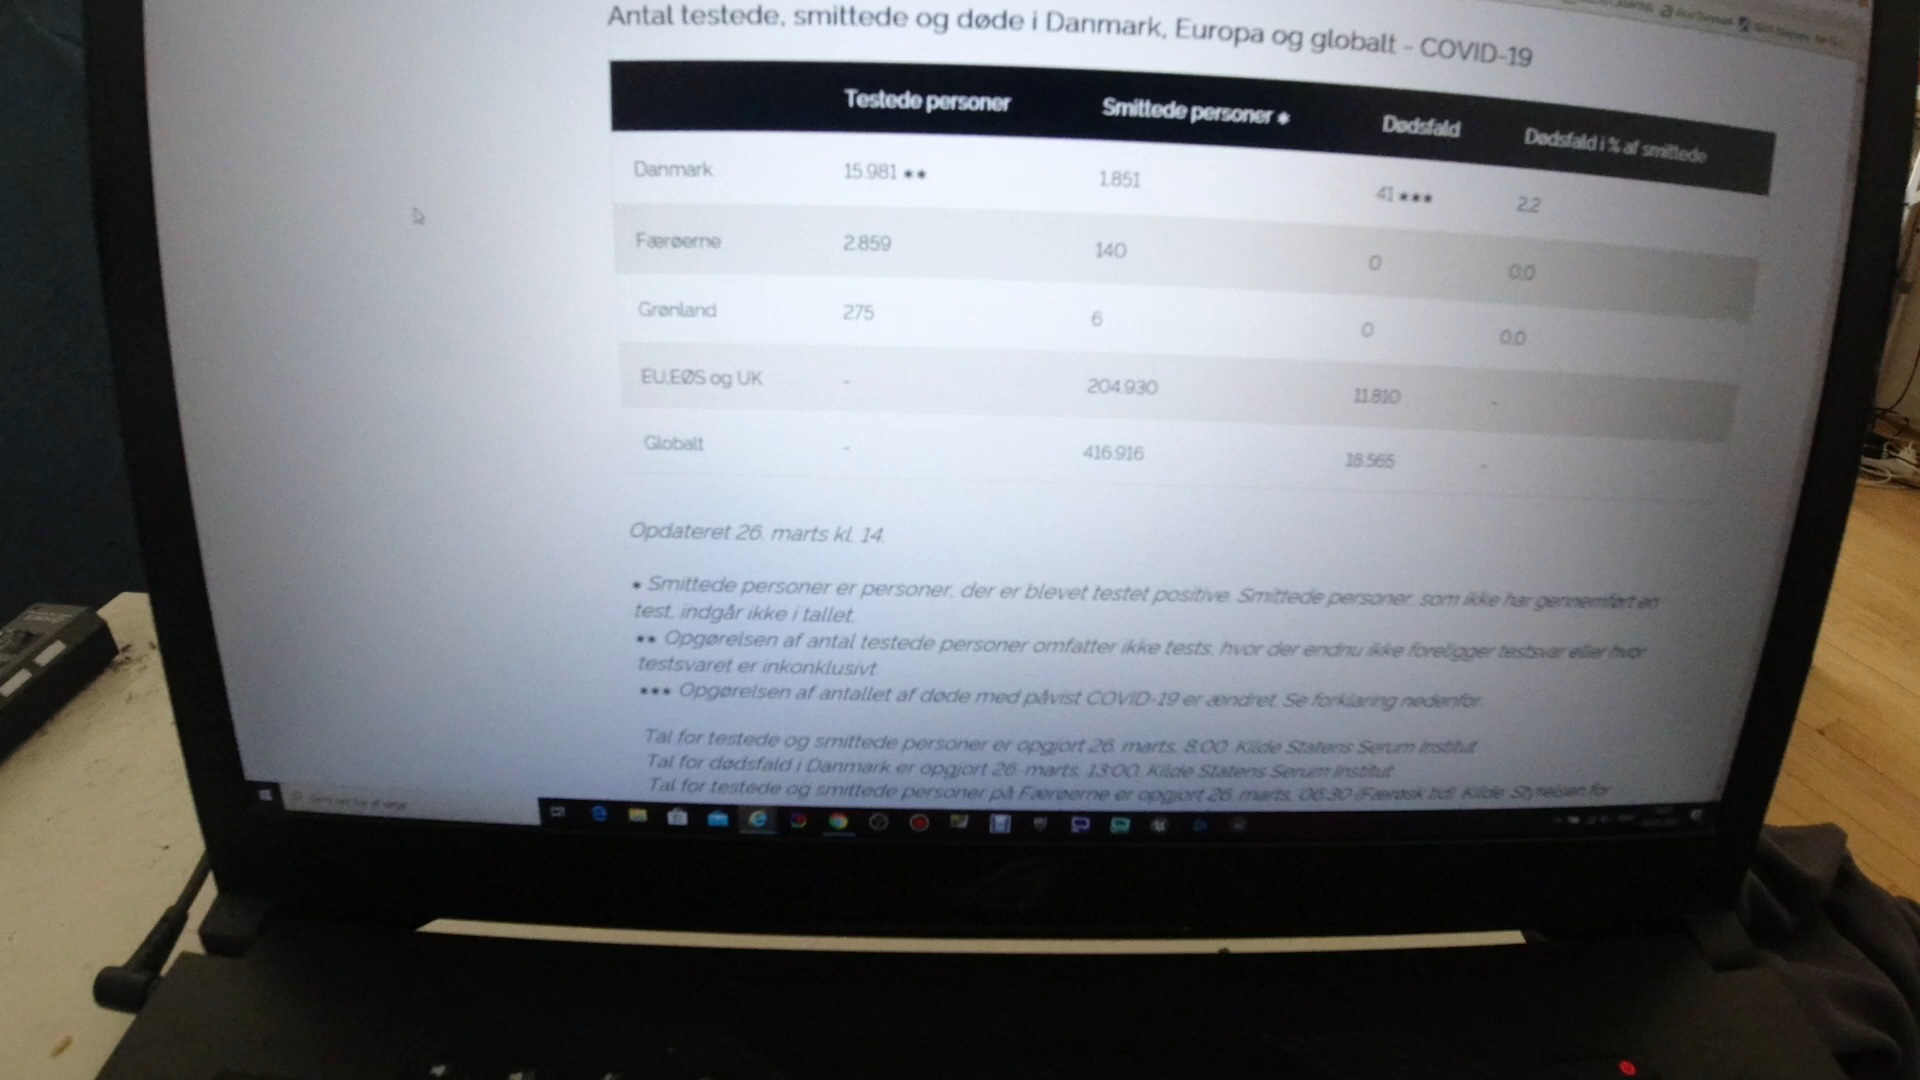 Antal testede, smittede og døde i Danmark, Europa og globalt - COVID-19
Testede personer Smittede personer * Dødsfald Dødsfald i % af smittede
Danmark 15.981 ** 1.851 41 *** 2,2
Færøerne 2.859 140 0 0,0
Grønland 275 6 0 0,0
EU,EØS og UK - 204.930 11.810 -
Globalt - 416.916 18.565 -
Opdateret 26. marts kl. 14.
* Smittede personer er personer, der er blevet testet positive. Smittede personer, som ikke har gennemført en
test, indgår ikke i tallet.
** Opgørelsen af antal testede personer omfatter ikke tests, hvor der endnu ikke foreligger testsvar eller hvor
testsvaret er inkonklusivt.
*** Opgørelsen af antallet af døde med påvist COVID-19 er ændret. Se forklaring nedenfor.
Tal for testede og smittede personer er opgjort 26. marts, 8:00. Kilde Statens Serum Institut
Tal for dødsfald i Danmark er opgjort 26. marts, 13:00. Kilde Statens Serum Institut
Tal for testede og smittede personer på Færøerne er opgjort 26. marts, 06:30 (Færøsk tid). Kilde Styrelsen for